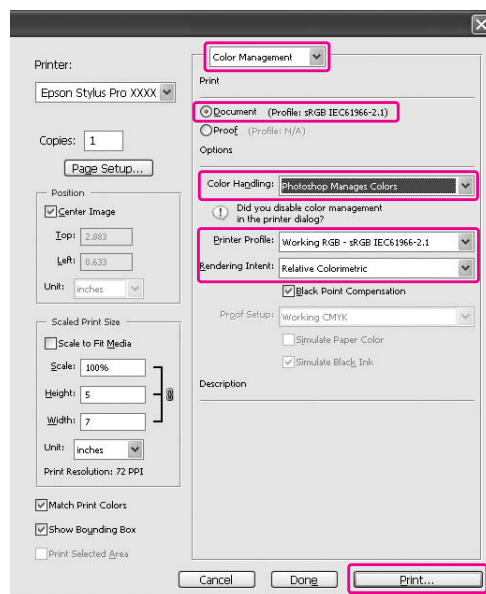 Printer:
Epson Stylus Pro XXXX
Copies: 1
Page Setup...
Position
Center Image
Top: 2.883
Left: 0.633
Unit: inches
Scaled Print Size
Scale to Fit Media
Scale: 100%
Height: 5
Width: 7
Unit: inches
Print Resolution: 72 PPI
Match Print Colors
Show Bounding Box
Print Selected Area
Color Management
Print
Document (Profile: sRGB IEC61966-2.1)
Proof (Profile: N/A)
Options
Color Handling: Photoshop Manages Colors
Did you disable color management
in the printer dialog?
Printer Profile: Working RGB - sRGB IEC61966-2.1
Rendering Intent: Relative Colorimetric
Black Point Compensation
Proof Setup: Working CMYK
Simulate Paper Color
Simulate Black Ink
Description
Cancel
Done
Print...